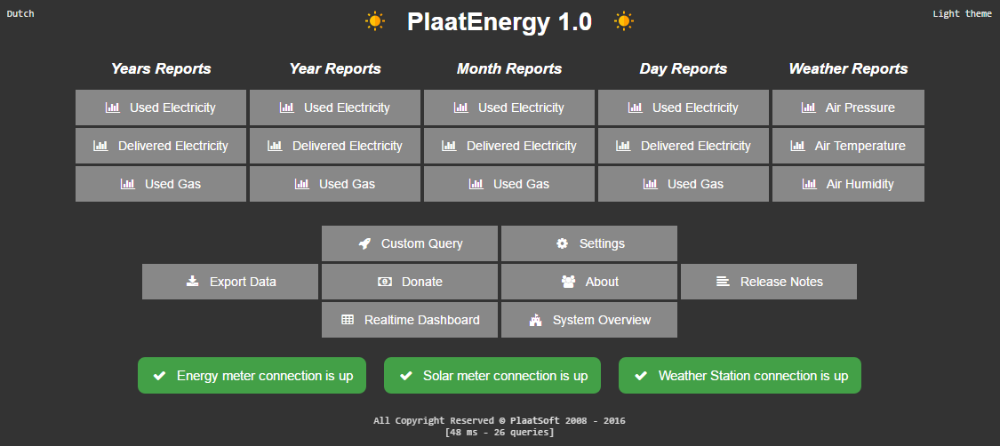 Dutch
PlaatEnergy 1.0
Light theme
Years Reports Year Reports Month Reports Day Reports Weather Reports
Used Electricity Used Electricity Used Electricity Used Electricity Air Pressure
Delivered Electricity Delivered Electricity Delivered Electricity Delivered Electricity Air Temperature
Used Gas Used Gas Used Gas Used Gas Air Humidity
Custom Query Settings
Export Data Donate About Release Notes
Realtime Dashboard System Overview
Energy meter connection is up Solar meter connection is up Weather Station connection is up
All Copyright Reserved © PlaatSoft 2008 - 2016
[48 ms - 26 queries]